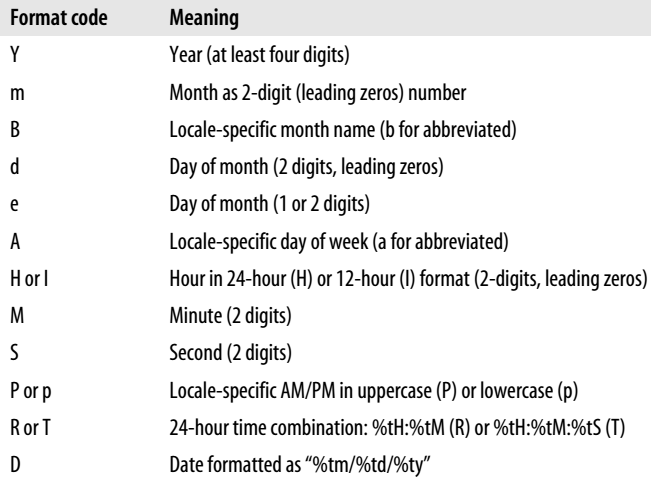 Format code Meaning
Y Year (at least four digits)
m Month as 2-digit (leading zeros) number
B Locale-specific month name (b for abbreviated)
d Day of month (2 digits, leading zeros)
e Day of month (1 or 2 digits)
A Locale-specific day of week (a for abbreviated)
H or I Hour in 24-hour (H) or 12-hour (I) format (2-digits, leading zeros)
M Minute (2 digits)
S Second (2 digits)
P or p Locale-specific AM/PM in uppercase (P) or lowercase (p)
R or T 24-hour time combination: %tH:%tM (R) or %tH:%tM:%tS (T)
D Date formatted as “%tm/%td/%ty”